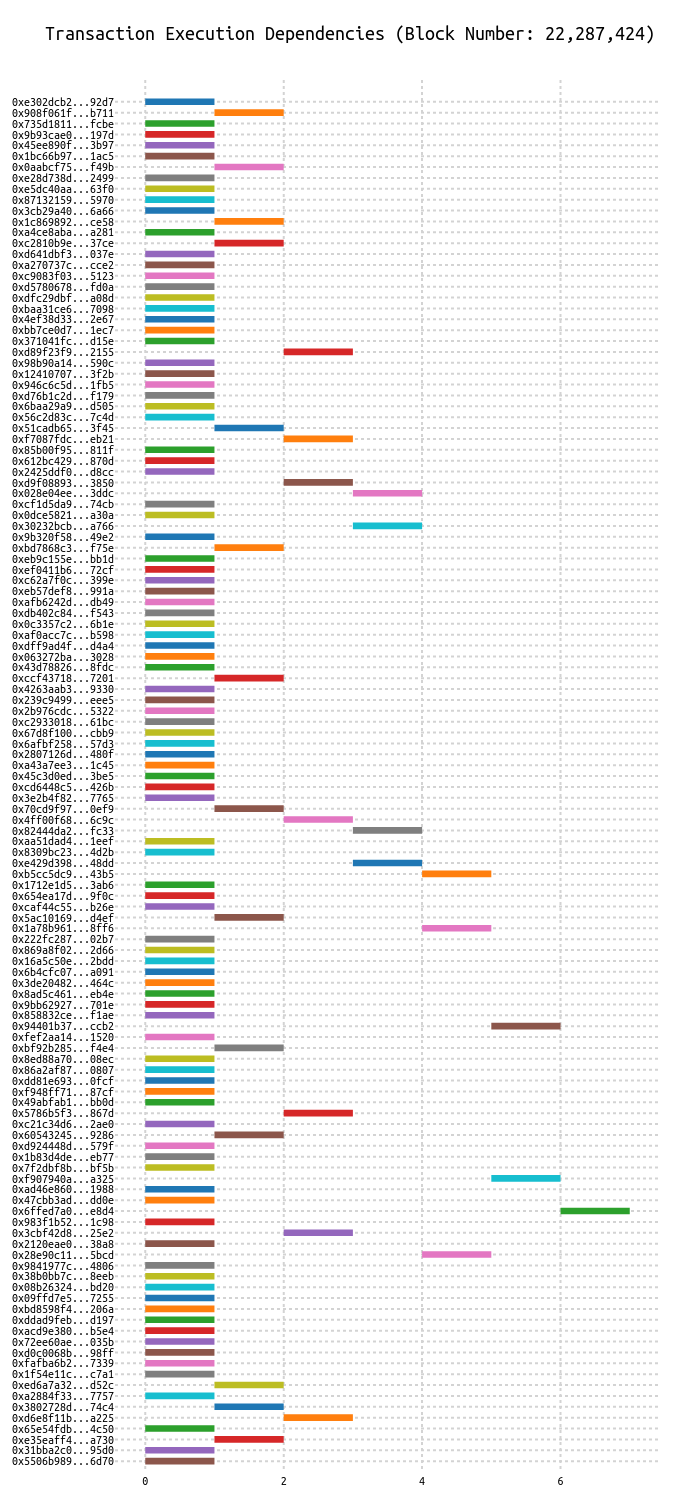 Transaction Execution Dependencies (Block Number: 22,287,424)
0xe302dcb2...92d7
0x908f061f...b711
0x735d1811...fcbe
0x9b93cae0...197d
0x45ee890f...3b97
0x1bc66b97...1ac5
0x0aabcf75...f49b
0xe28d738d...2499
0xe5dc40aa...63f0
0x87132159...5970
0x3cb29a40...6a66
0x1c869892...ce58
0xa4ce8aba...a281
0xc2810b9e...37ce
0xd641dbf3...037e
0xa270737c...cce2
0xc9083f03...5123
0xd5780678...fd0a
0xdfc29dbf...a08d
0xbaa31ce6...7098
0x4ef38d33...2e67
0xbb7ce0d7...1ec7
0x371041fc...d15e
0xd89f23f9...2155
0x98b90a14...590c
0x12410707...3f2b
0x946c6c5d...1fb5
0xd76b1c2d...f179
0x6baa29a9...d505
0x56c2d83c...7c4d
0x51cadb65...3f45
0xf7087fdc...eb21
0x85b00f95...811f
0x612bc429...870d
0x2425ddf0...d8cc
0xd9f08893...3850
0x028e04ee...3ddc
0xcf1d5da9...74cb
0x0dce5821...a30a
0x30232bcb...a766
0x9b320f58...49e2
0xbd7868c3...f75e
0xeb9c155e...bb1d
0xef0411b6...72cf
0xc62a7f0c...399e
0xeb57def8...991a
0xafb6242d...db49
0xdb402c84...f543
0x0c3357c2...6b1e
0xaf0acc7c...b598
0xdff9ad4f...d4a4
0x063272ba...3028
0x43d78826...8fdc
0xccf43718...7201
0x4263aab3...9330
0x239c9499...eee5
0x2b976cdc...5322
0xc2933018...61bc
0x67d8f100...cbb9
0x6afbf258...57d3
0x2807126d...480f
0xa43a7ee3...1c45
0x45c3d0ed...3be5
0xcd6448c5...426b
0x3e2b4f82...7765
0x70cd9f97...0ef9
0x4ff00f68...6c9c
0x82444da2...fc33
0xaa51dad4...1eef
0x8309bc23...4d2b
0xe429d398...48dd
0xb5cc5dc9...43b5
0x1712e1d5...3ab6
0x654ea17d...9f0c
0xcaf44c55...b26e
0x5ac10169...d4ef
0x1a78b961...8ff6
0x222fc287...02b7
0x869a8f02...2d66
0x16a5c50e...2bdd
0x6b4cfc07...a091
0x3de20482...464c
0x8ad5c461...eb4e
0x9bb62927...701e
0x858832ce...f1ae
0x94401b37...ccb2
0xfef2aa14...1520
0xbf92b285...f4e4
0x8ed88a70...08ec
0x86a2af87...0807
0xdd81e693...0fcf
0xf948ff71...87cf
0x49abfab1...bb0d
0x5786b5f3...867d
0xc21c34d6...2ae0
0x60543245...9286
0xd924448d...579f
0x1b83d4de...eb77
0x7f2dbf8b...bf5b
0xf907940a...a325
0xad46e860...1988
0x47cbb3ad...dd0e
0x6ffed7a0...e8d4
0x983f1b52...1c98
0x3cbf42d8...25e2
0x2120eae0...38a8
0x28e90c11...5bcd
0x9841977c...4806
0x38b0bb7c...8eeb
0x08b26324...bd20
0x09ffd7e5...7255
0xbd8598f4...206a
0xddad9feb...d197
0xacd9e380...b5e4
0x72ee60ae...035b
0xd0c0068b...98ff
0xfafba6b2...7339
0x1f54e11c...c7a1
0xed6a7a32...d52c
0xa2884f33...7757
0x3802728d...74c4
0xd6e8f11b...a225
0x65e54fdb...4c50
0xe35eaff4...a730
0x31bba2c0...95d0
0x5506b989...6d70
0 2 4 6